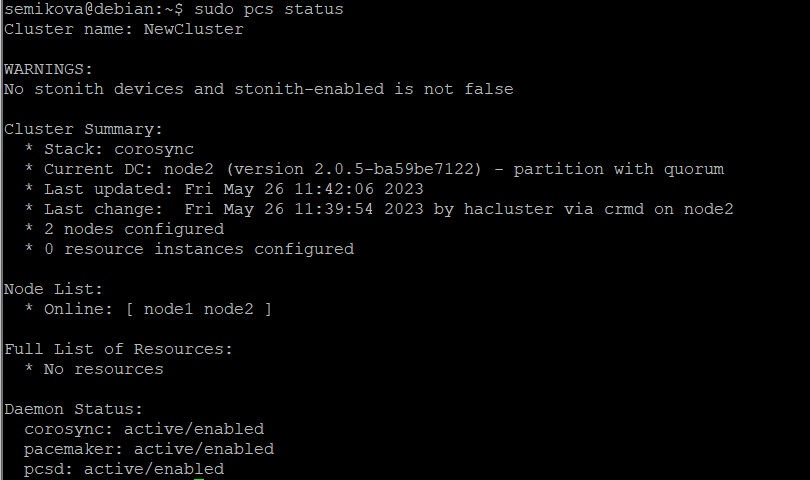 semikova@debian:~$ sudo pcs status
Cluster name: NewCluster

WARNINGS:
No stonith devices and stonith-enabled is not false

Cluster Summary:
  * Stack: corosync
  * Current DC: node2 (version 2.0.5-ba59be7122) - partition with quorum
  * Last updated: Fri May 26 11:42:06 2023
  * Last change:  Fri May 26 11:39:54 2023 by hacluster via crmd on node2
  * 2 nodes configured
  * 0 resource instances configured

Node List:
  * Online: [ node1 node2 ]

Full List of Resources:
  * No resources

Daemon Status:
  corosync: active/enabled
  pacemaker: active/enabled
  pcsd: active/enabled